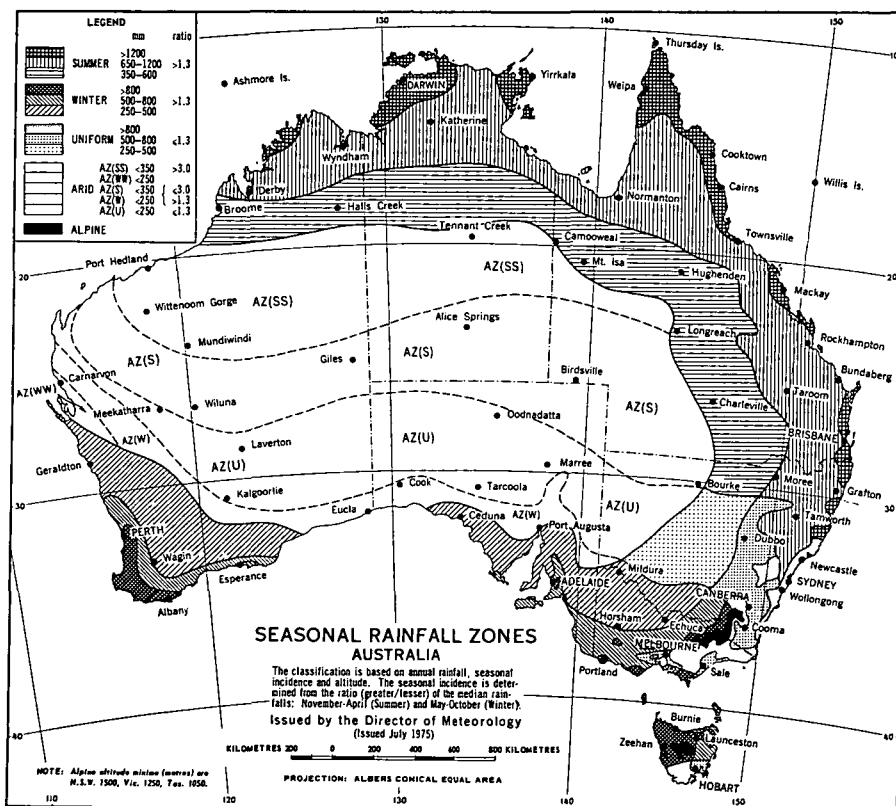 LEGEND
mm ratio
>1200
SUMMER 650-1200 >1.3
350-600
>800
WINTER 500-800 >1.3
250-500
>800
UNIFORM 500-800 <1.3
250-500
AZ(SS) <350 >3.0
AZ(WW) <250
ARID AZ(S) <350 { <3.0
AZ(W) <250 { >1.3
AZ(U) <250 <1.3
ALPINE
130
140
150
Thursday Is.
Ashmore Is.
DARWIN
Yirrkala
Weipa
Katherine
Wyndham
Cooktown
Cairns
Willis Is.
Derby
Broome
Halls Creek
Normanton
Tennant Creek
Camooweal
Townsville
Port Hedland
20
AZ(SS)
Mt. Isa
Hughenden
20
Mackay
Wittenoom Gorge
AZ(SS)
Alice Springs
Longreach
Rockhampton
Mundiwindi
AZ(S)
Giles
AZ(S)
Birdsville
Bundaberg
AZ(WW)
Carnarvon
Taroom
Meekatharra
Wiluna
Oodnadatta
AZ(S)
Charleville
BRISBANE
AZ(W)
Laverton
AZ(U)
Geraldton
AZ(U)
Marree
Moree
Kalgoorlie
Cook
Tarcoola
Bourke
Grafton
30
Eucla
Ceduna
AZ(W)
AZ(U)
Port Augusta
Tamworth
30
PERTH
Dubbo
Wagin
Mildura
Newcastle
Esperance
ADELAIDE
CANBERRA
SYDNEY
Wollongong
Albany
Horsham
Echuca
Cooma
MELBOURNE
Portland
Sale
SEASONAL RAINFALL ZONES
AUSTRALIA
The classification is based on annual rainfall, seasonal
incidence and altitude. The seasonal incidence is deter-
mined from the ratio (greater/lesser) of the median rain-
falls: November-April (Summer) and May-October (Winter).
Issued by the Director of Meteorology
(Issued July 1975)
Burnie
Launceston
Zeehan
HOBART
40
40
KILOMETRES 200 0 200 400 600 800 KILOMETRES
PROJECTION: ALBERS CONICAL EQUAL AREA
NOTE: Alpine altitude minima (metres) are
N.S.W. 1500, Vic. 1250, Tas. 1050.
110
120
130
140
150